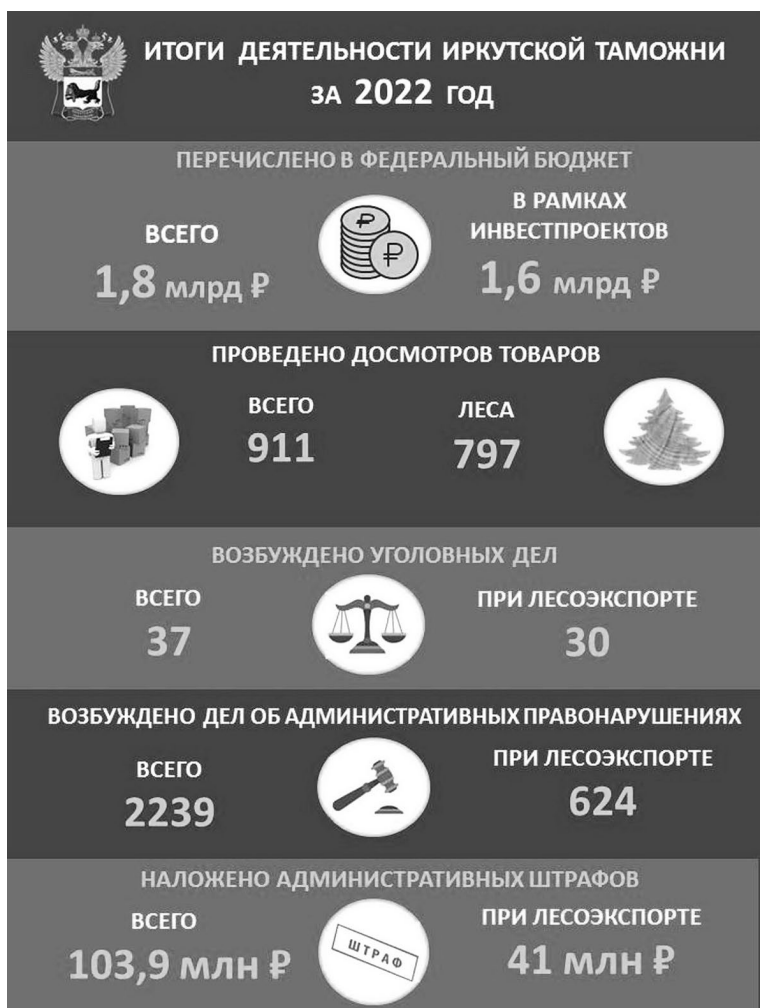 ИТОГИ ДЕЯТЕЛЬНОСТИ ИРКУТСКОЙ ТАМОЖНИ
ЗА 2022 ГОД
ПЕРЕЧИСЛЕНО В ФЕДЕРАЛЬНЫЙ БЮДЖЕТ
ВСЕГО
1,8 млрд ₽
В РАМКАХ
ИНВЕСТПРОЕКТОВ
1,6 млрд ₽
ПРОВЕДЕНО ДОСМОТРОВ ТОВАРОВ
ВСЕГО
911
ЛЕСА
797
ВОЗБУЖДЕНО УГОЛОВНЫХ ДЕЛ
ВСЕГО
37
ПРИ ЛЕСОЭКСПОРТЕ
30
ВОЗБУЖДЕНО ДЕЛ ОБ АДМИНИСТРАТИВНЫХ ПРАВОНАРУШЕНИЯХ
ВСЕГО
2239
ПРИ ЛЕСОЭКСПОРТЕ
624
НАЛОЖЕНО АДМИНИСТРАТИВНЫХ ШТРАФОВ
ВСЕГО
103,9 млн ₽
ШТРАФ
ПРИ ЛЕСОЭКСПОРТЕ
41 млн ₽